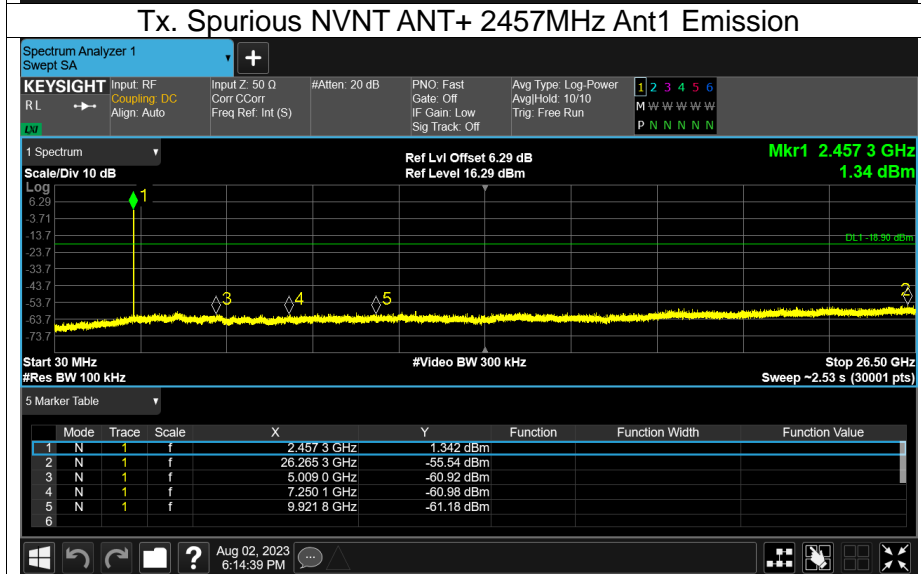 Tx. Spurious NVNT ANT+ 2457MHz Ant1 Emission
Spectrum Analyzer 1
Swept SA
+
KEYSIGHT Input: RF Input Z: 50 Ω #Atten: 20 dB PNO: Fast Avg Type: Log-Power 1 2 3 4 5 6
RL Coupling: DC Corr CCorr Gate: Off Avg|Hold: 10/10 M W W W W W
Align: Auto Freq Ref: Int (S) IF Gain: Low Trig: Free Run
LXI Sig Track: Off P N N N N N
1 Spectrum Ref Lvl Offset 6.29 dB Mkr1 2.457 3 GHz
Scale/Div 10 dB Ref Level 16.29 dBm 1.34 dBm
Log
6.29 1
-3.71
-13.7 DL1 -18.90 dBm
-23.7
-33.7
-43.7 2
-53.7 3 4 5
-63.7
-73.7
Start 30 MHz #Video BW 300 kHz Stop 26.50 GHz
#Res BW 100 kHz Sweep ~2.53 s (30001 pts)
5 Marker Table
Mode Trace Scale X Y Function Function Width Function Value
1 N 1 f 2.457 3 GHz 1.342 dBm
2 N 1 f 26.265 3 GHz -55.54 dBm
3 N 1 f 5.009 0 GHz -60.92 dBm
4 N 1 f 7.250 1 GHz -60.98 dBm
5 N 1 f 9.921 8 GHz -61.18 dBm
6
? Aug 02, 2023
6:14:39 PM